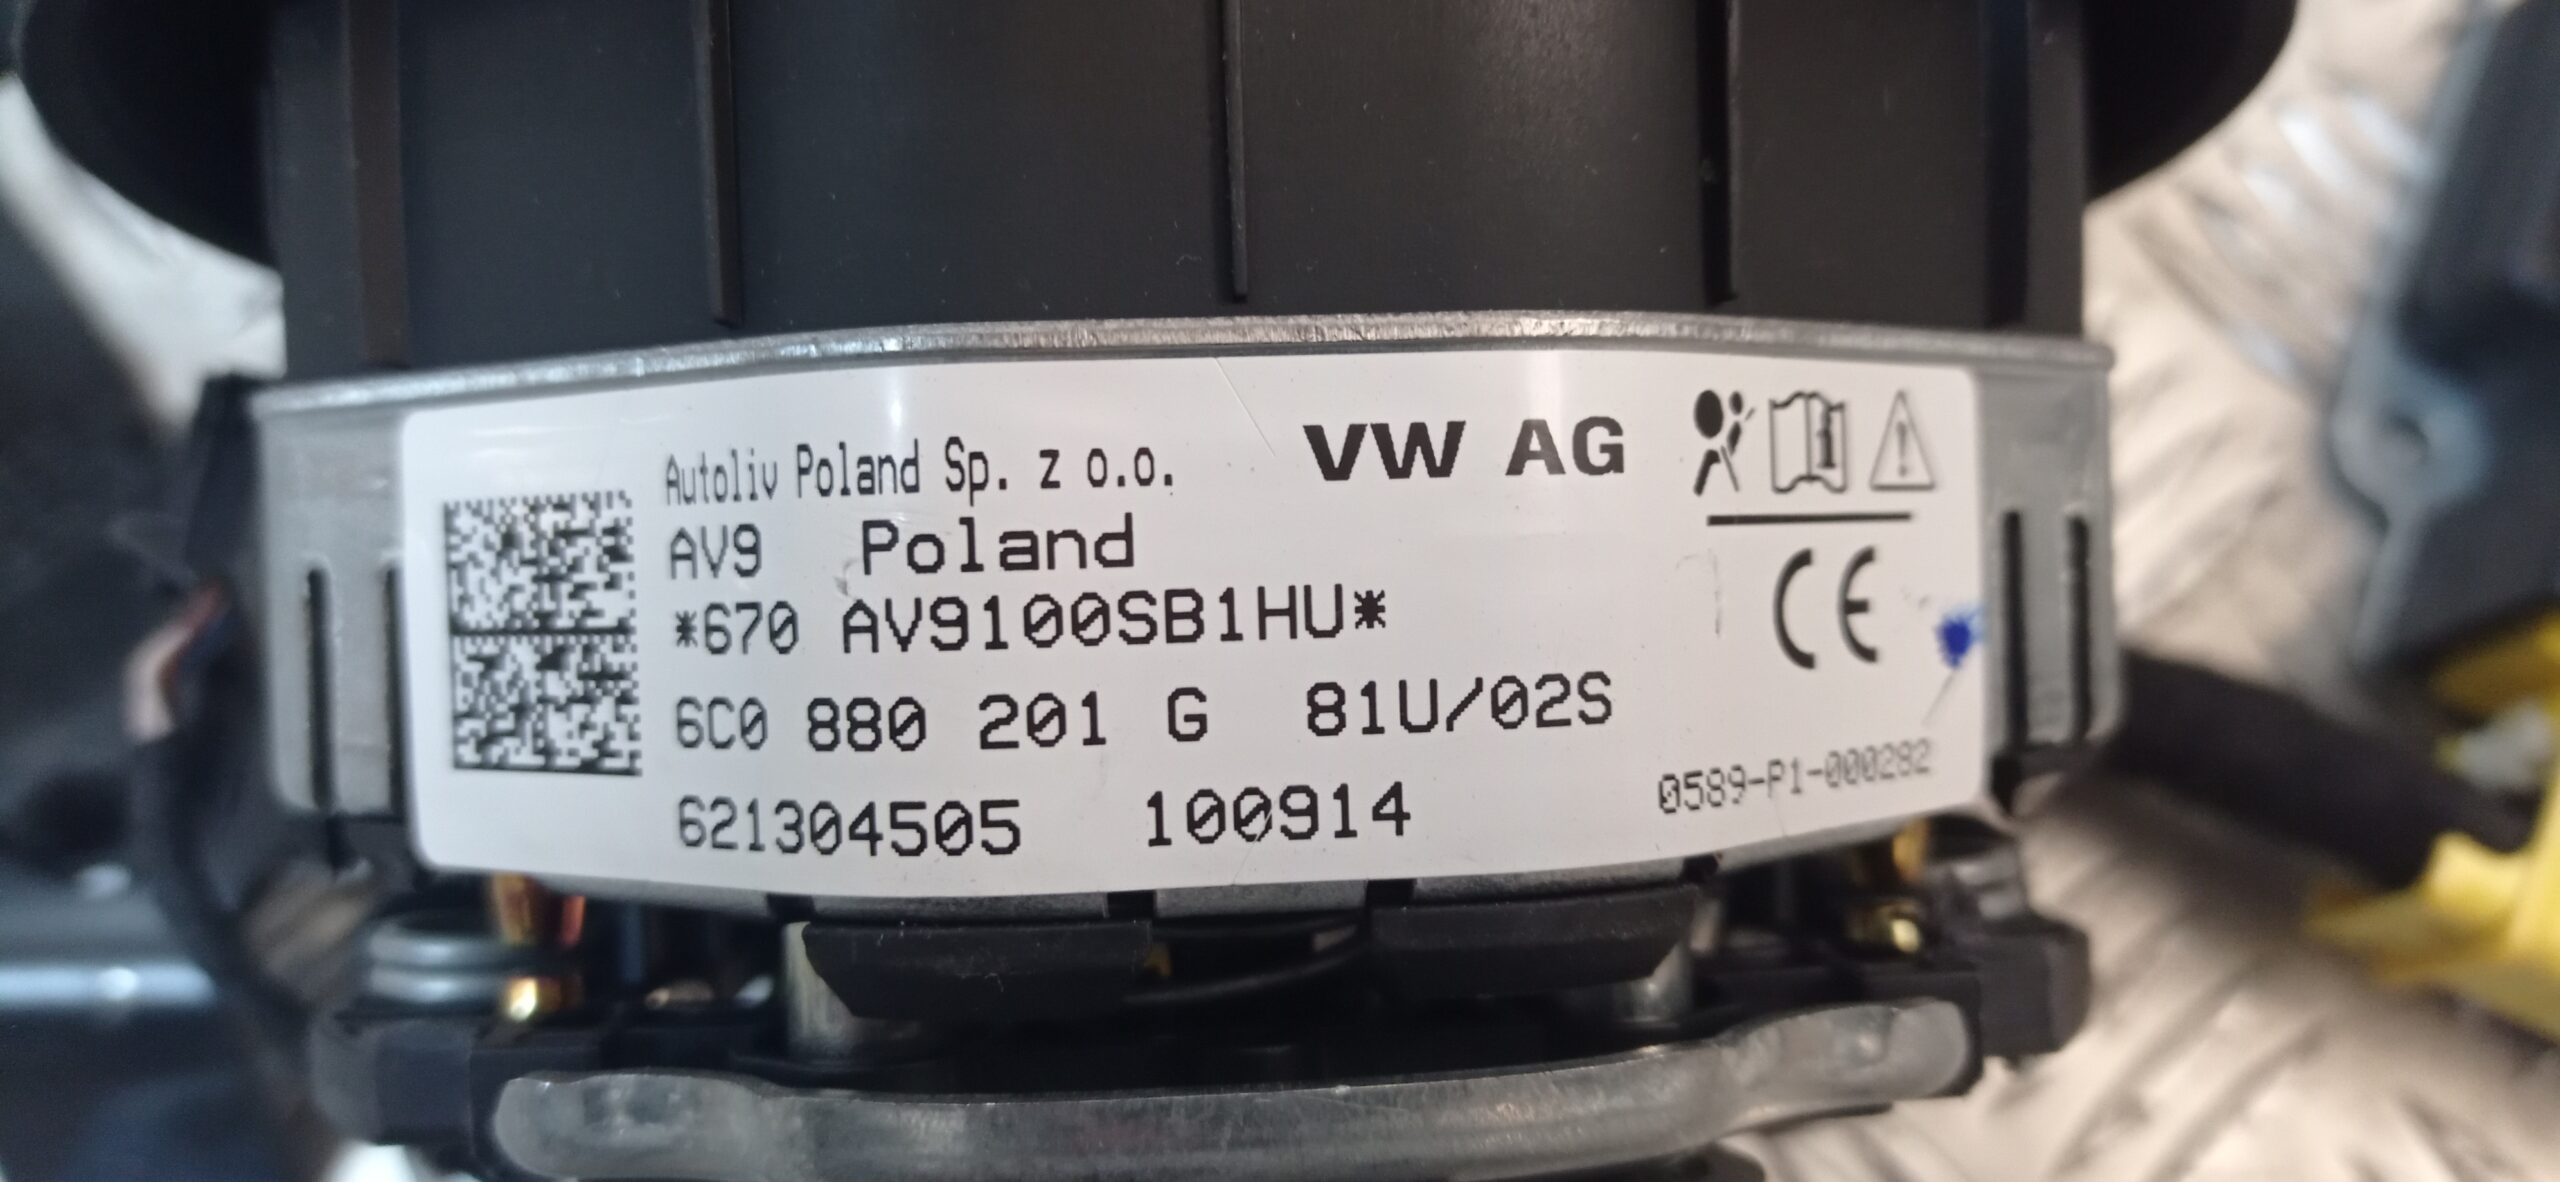 Autoliv Poland Sp. z o.o. VW AG
AV9 Poland
*670 AV9100SB1HU*
CE
6C0 880 201 G 81U/02S
621304505 100914
0589-P1-000282